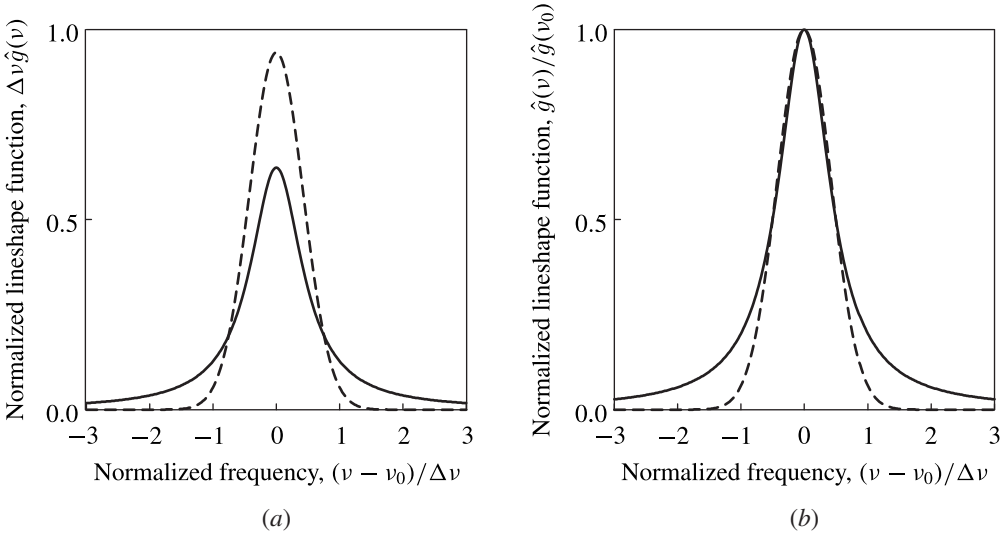 Normalized lineshape function, Δν ĝ(ν)
1.0
0.5
0.0
−3 −2 −1 0 1 2 3
Normalized frequency, (ν − ν₀)/Δν
(a)
Normalized lineshape function, ĝ(ν)/ĝ(ν₀)
1.0
0.5
0.0
−3 −2 −1 0 1 2 3
Normalized frequency, (ν − ν₀)/Δν
(b)